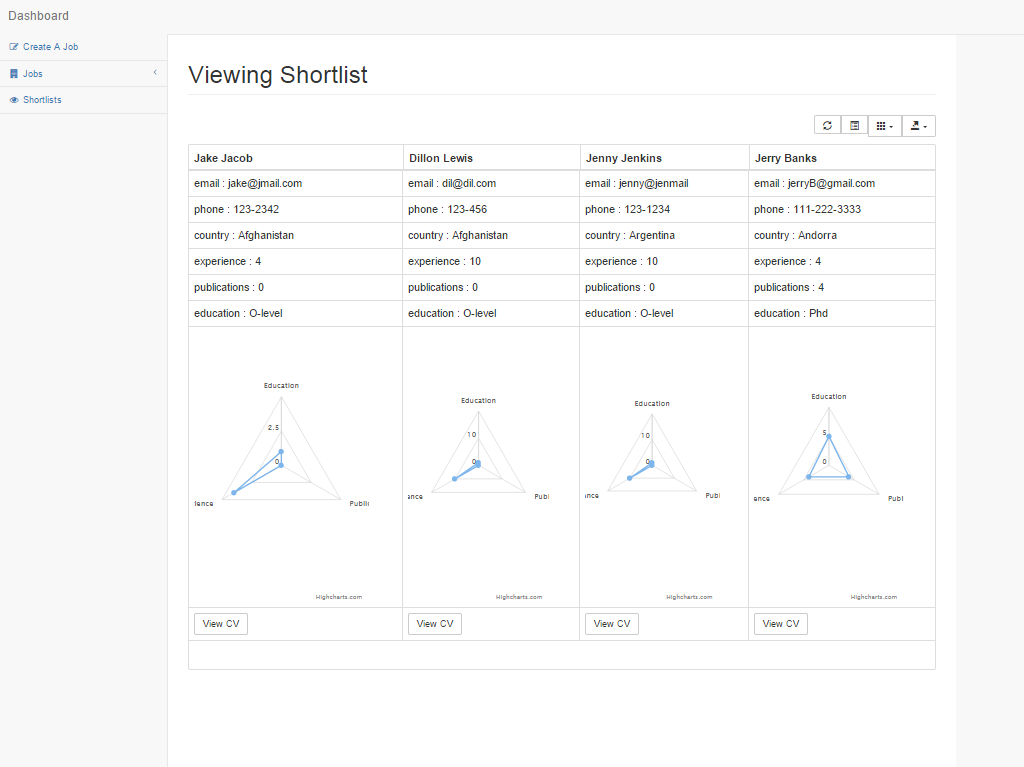 Dashboard
Create A Job
Jobs
Shortlists
Viewing Shortlist
Jake Jacob Dillon Lewis Jenny Jenkins Jerry Banks
email : jake@jmail.com email : dil@dil.com email : jenny@jenmail email : jerryB@gmail.com
phone : 123-2342 phone : 123-456 phone : 123-1234 phone : 111-222-3333
country : Afghanistan country : Afghanistan country : Argentina country : Andorra
experience : 4 experience : 10 experience : 10 experience : 4
publications : 0 publications : 0 publications : 0 publications : 4
education : O-level education : O-level education : O-level education : Phd
Education Education Education Education
2.5 10 10 5
0 0 0 0
ience Publi ence Publ ence Publ ence Publ
Highcharts.com Highcharts.com Highcharts.com Highcharts.com
View CV View CV View CV View CV